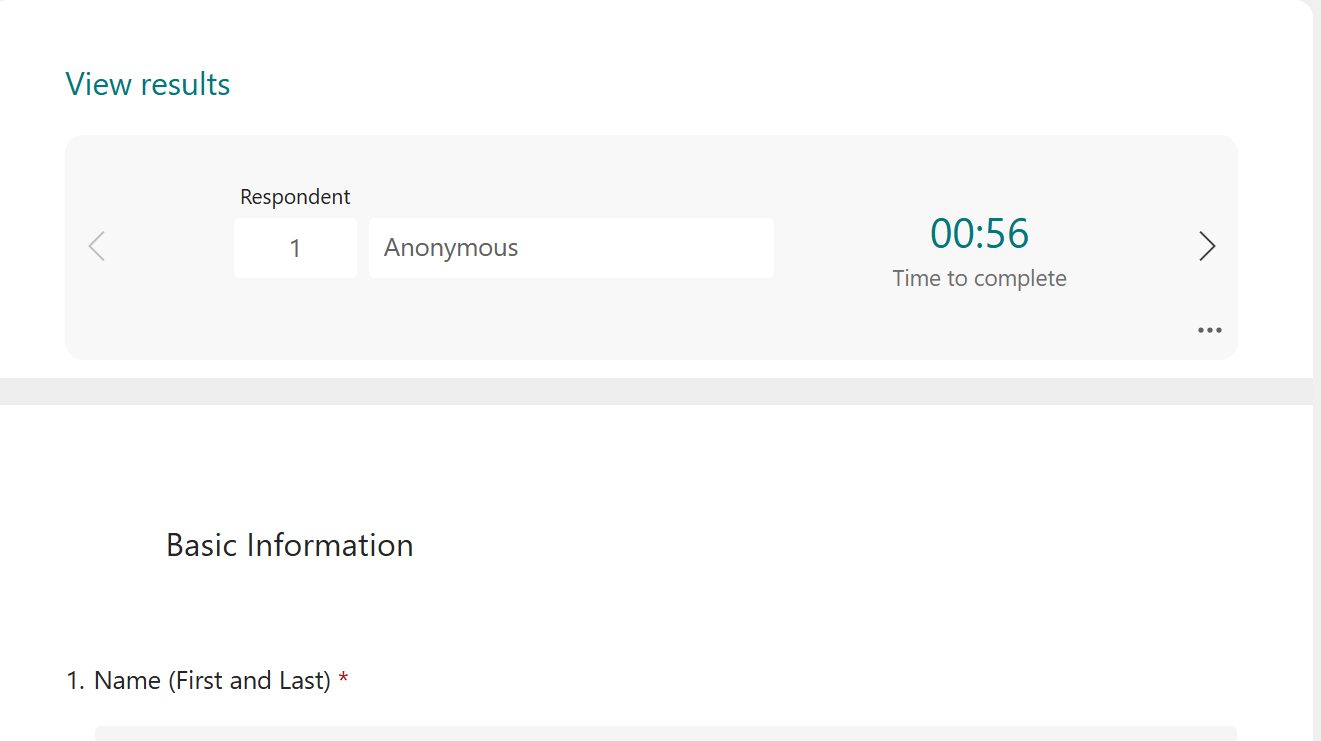 View results
Respondent
1
Anonymous
00:56
Time to complete
Basic Information
1. Name (First and Last) *